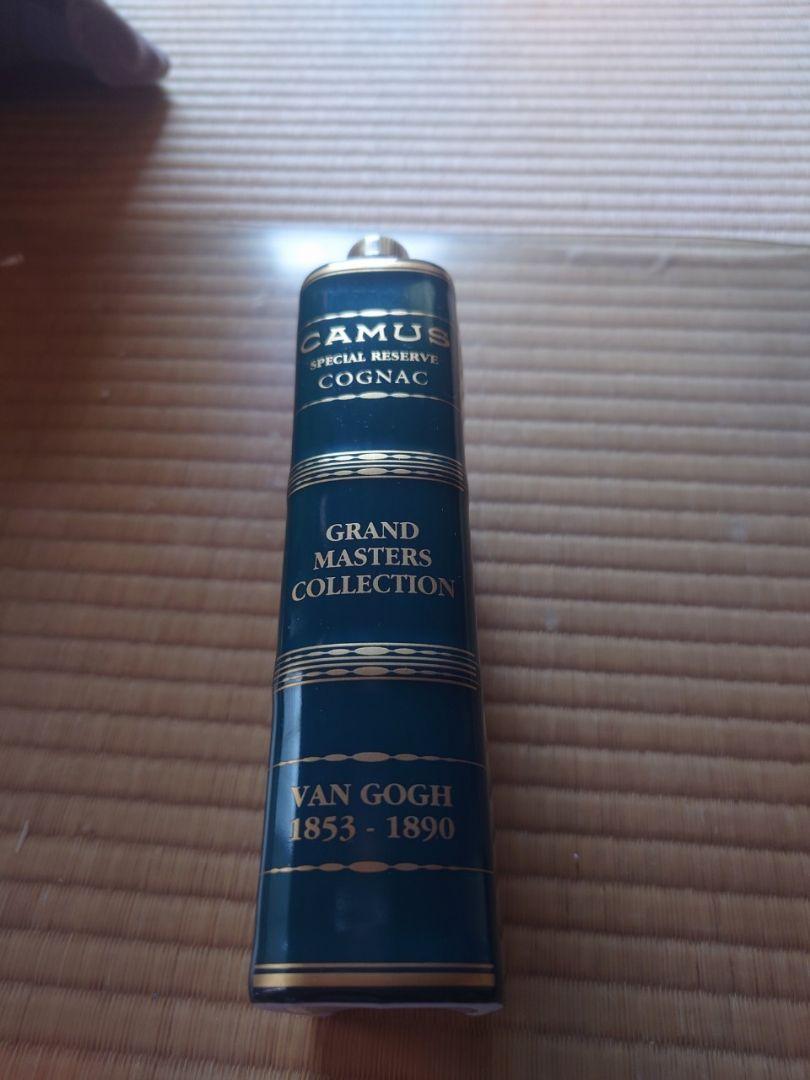 CAMUS
SPECIAL RESERVE
COGNAC
GRAND
MASTERS
COLLECTION
VAN GOGH
1853 - 1890